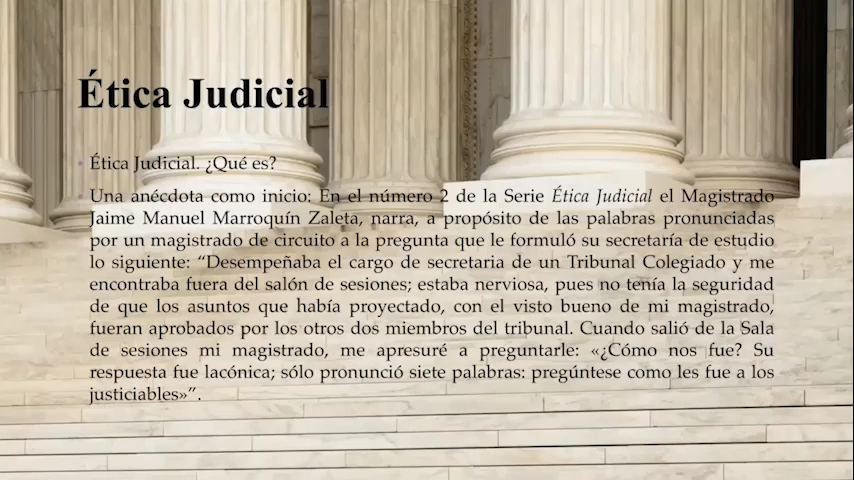 Ética Judicial
Ética Judicial. ¿Qué es?
Una anécdota como inicio: En el número 2 de la Serie Ética Judicial el Magistrado
Jaime Manuel Marroquín Zaleta, narra, a propósito de las palabras pronunciadas
por un magistrado de circuito a la pregunta que le formuló su secretaría de estudio
lo siguiente: “Desempeñaba el cargo de secretaria de un Tribunal Colegiado y me
encontraba fuera del salón de sesiones; estaba nerviosa, pues no tenía la seguridad
de que los asuntos que había proyectado, con el visto bueno de mi magistrado,
fueran aprobados por los otros dos miembros del tribunal. Cuando salió de la Sala
de sesiones mi magistrado, me apresuré a preguntarle: «¿Cómo nos fue? Su
respuesta fue lacónica; sólo pronunció siete palabras: pregúntese como les fue a los
justiciables»”.